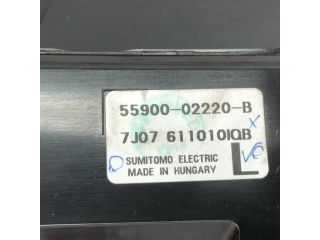 55900-02220-B
7J07 611010IQB
SUMITOMO ELECTRIC
MADE IN HUNGARY
L